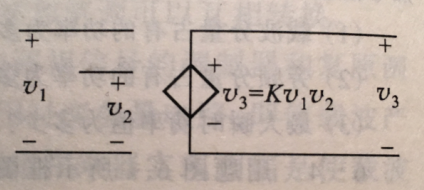 + + +
v₁ + v₃=Kv₁v₂ v₃
v₂
− − − −